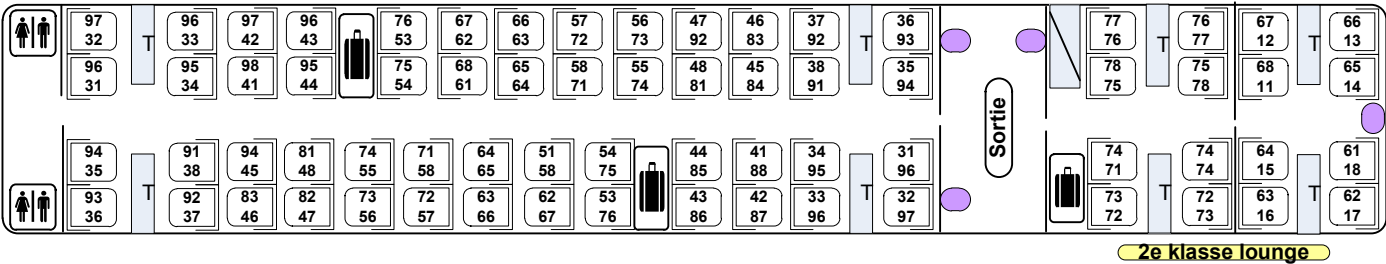 97 96 97 96 76 67 66 57 56 47 46 37 36 77 76 67 66
32 33 42 43 53 62 63 72 73 92 83 92 93 76 77 12 13
T T T T
96 95 98 95 75 68 65 58 55 48 45 38 35 78 75 68 65
31 34 41 44 54 61 64 71 74 81 84 91 94 75 78 11 14
Sortie
94 91 94 81 74 71 64 51 54 44 41 34 31 74 72 64 61
35 38 45 48 55 58 65 58 75 85 88 95 96 71 74 15 18
T T T T
93 92 83 82 73 72 63 62 53 43 42 33 32 73 72 63 62
36 37 46 47 56 57 66 67 76 86 87 96 97 72 73 16 17
2e klasse lounge